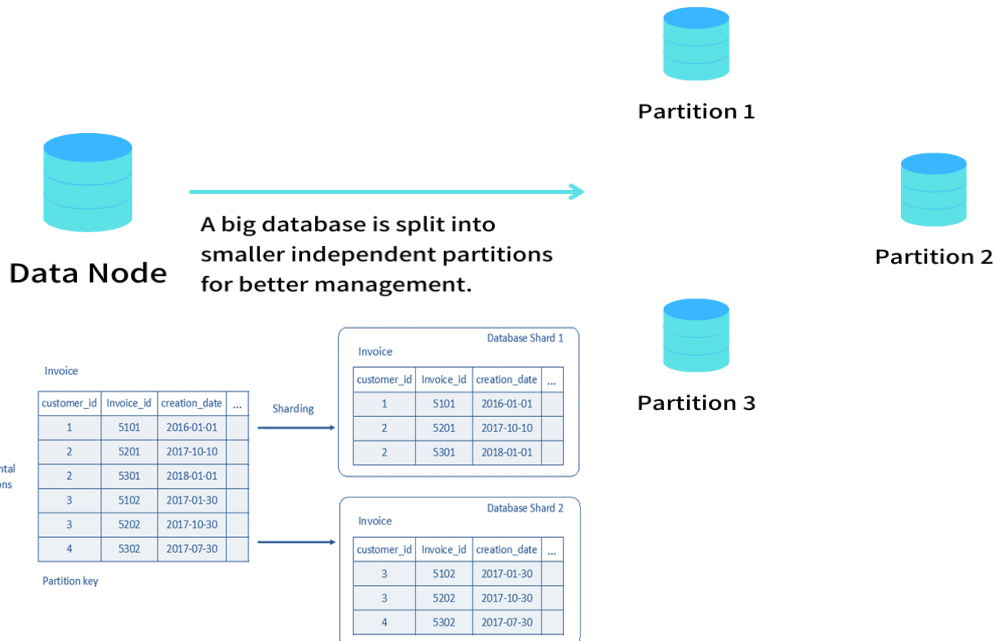 Partition 1
Partition 2
Data Node
A big database is split into
smaller independent partitions
for better management.
Partition 3
Invoice
customer_id Invoice_id creation_date ...
1 5101 2016-01-01
2 5201 2017-10-10
2 5301 2018-01-01
3 5102 2017-01-30
3 5202 2017-10-30
4 5302 2017-07-30
Partition key
Sharding
Database Shard 1
Invoice
customer_id Invoice_id creation_date ...
1 5101 2016-01-01
2 5201 2017-10-10
2 5301 2018-01-01
Database Shard 2
Invoice
customer_id Invoice_id creation_date ...
3 5102 2017-01-30
3 5202 2017-10-30
4 5302 2017-07-30